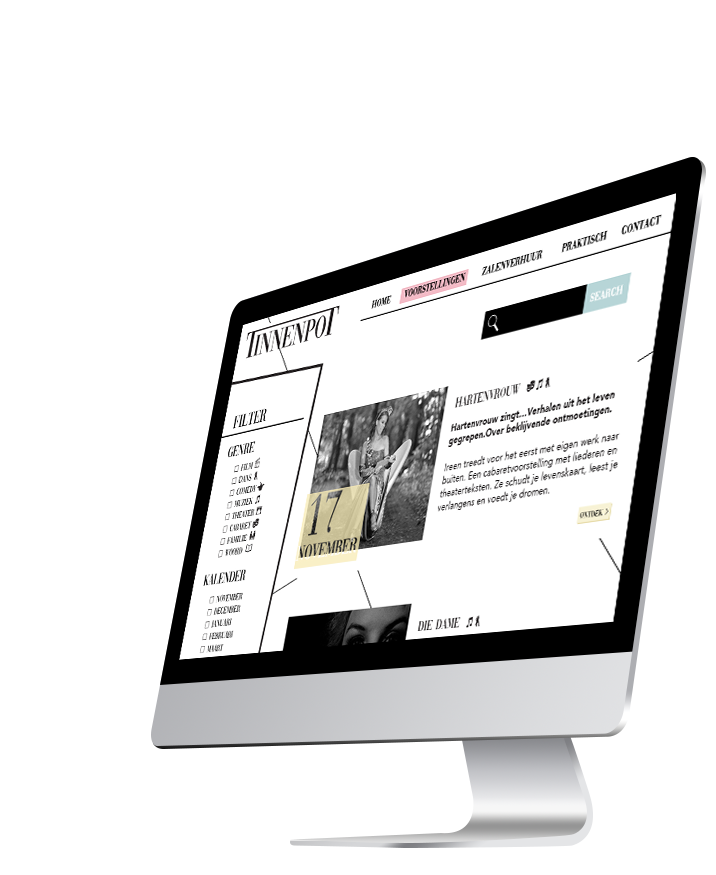 TINNENPOT
HOME VOORSTELLINGEN ZALENVERHUUR PRAKTISCH CONTACT
SEARCH
FILTER
GENRE
FILM
DANS
COMEDY
MUZIEK
THEATER
CABARET
FAMILIE
WOORD
KALENDER
NOVEMBER
DECEMBER
JANUARI
FEBRUARI
MAART
17
NOVEMBER
HARTENVROUW
Hartenvrouw zingt...Verhalen uit het leven
gegrepen.Over beklijvende ontmoetingen.
Ireen treedt voor het eerst met eigen werk naar
buiten. Een cabaretvoorstelling met liederen en
theaterteksten. Ze schudt je levenskaart, leest je
verlangens en voedt je dromen.
ONTDEK >
DIE DAME